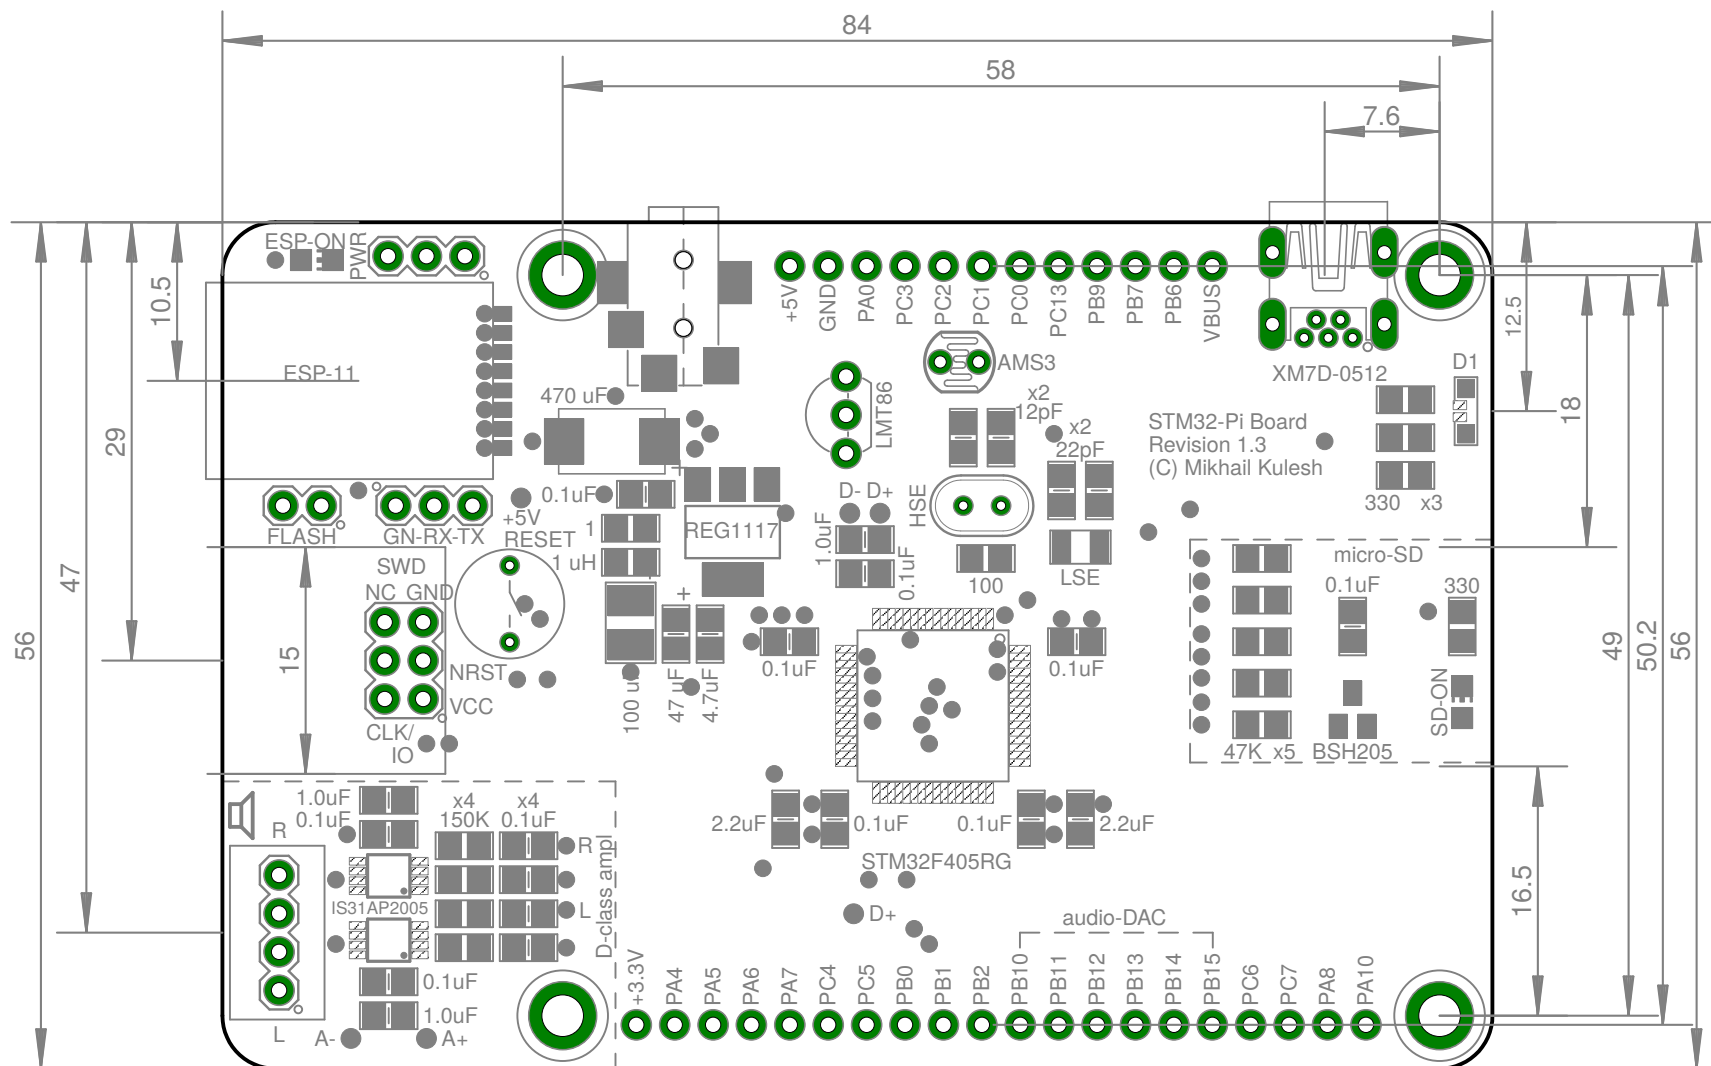 84
58
7.6
ESP-ON
PWR
10.5
ESP-11
29
47
56
15
+5V
GND
PA0
PC3
PC2
PC1
PC0
PC13
PB9
PB7
PB6
VBUS
12.5
18
49
50.2
56
16.5
XM7D-0512
D1
AMS3
LMT86
470 uF
x2
12pF
x2
22pF
STM32-Pi Board
Revision 1.3
(C) Mikhail Kulesh
330 x3
0.1uF
+
D- D+
HSE
FLASH
GN-RX-TX
+5V
RESET
1
1 uH
REG1117
1.0uF
0.1uF
100
LSE
micro-SD
0.1uF
330
SWD
NC GND
NRST
VCC
CLK/
IO
+
100 u
47 uF
4.7uF
0.1uF
0.1uF
47K x5
BSH205
SD-ON
1.0uF
0.1uF
R
x4
150K
x4
0.1uF
R
L
D-class ampl
IS31AP2005
0.1uF
1.0uF
L
A-
A+
2.2uF
0.1uF
0.1uF
2.2uF
STM32F405RG
D+
audio-DAC
+3.3V
PA4
PA5
PA6
PA7
PC4
PC5
PB0
PB1
PB2
PB10
PB11
PB12
PB13
PB14
PB15
PC6
PC7
PA8
PA10